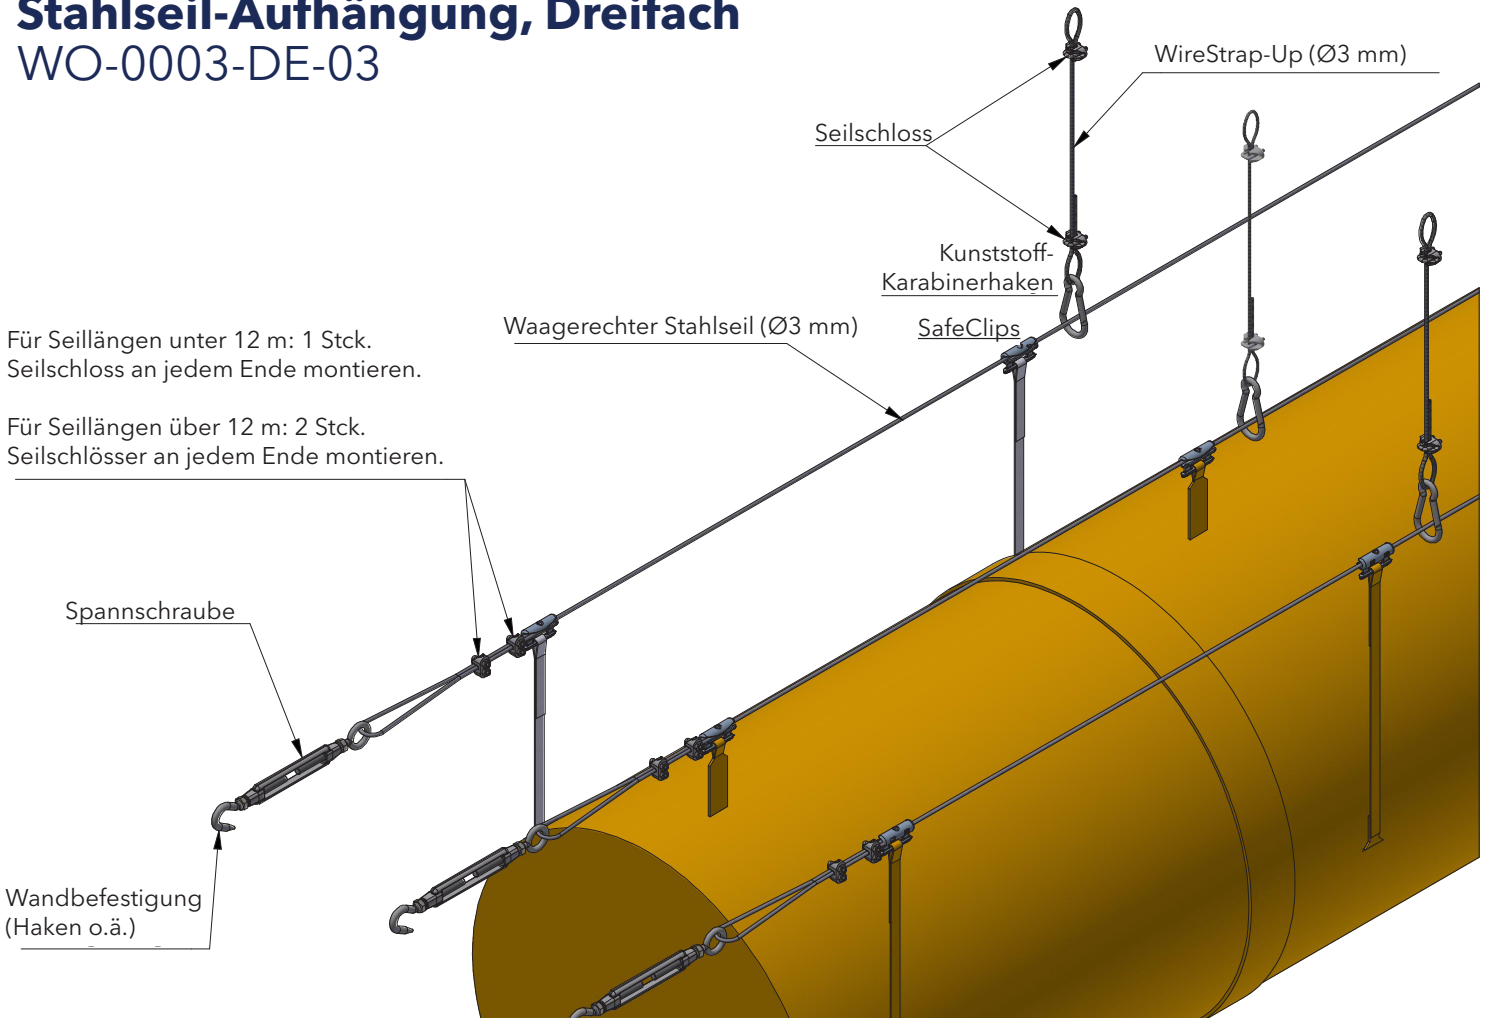 Stahlseil-Aufhängung, Dreifach
WO-0003-DE-03
WireStrap-Up (Ø3 mm)
Seilschloss
Kunststoff-
Karabinerhaken
SafeClips
Waagerechter Stahlseil (Ø3 mm)
Für Seillängen unter 12 m: 1 Stck.
Seilschloss an jedem Ende montieren.
Für Seillängen über 12 m: 2 Stck.
Seilschlösser an jedem Ende montieren.
Spannschraube
Wandbefestigung
(Haken o.ä.)